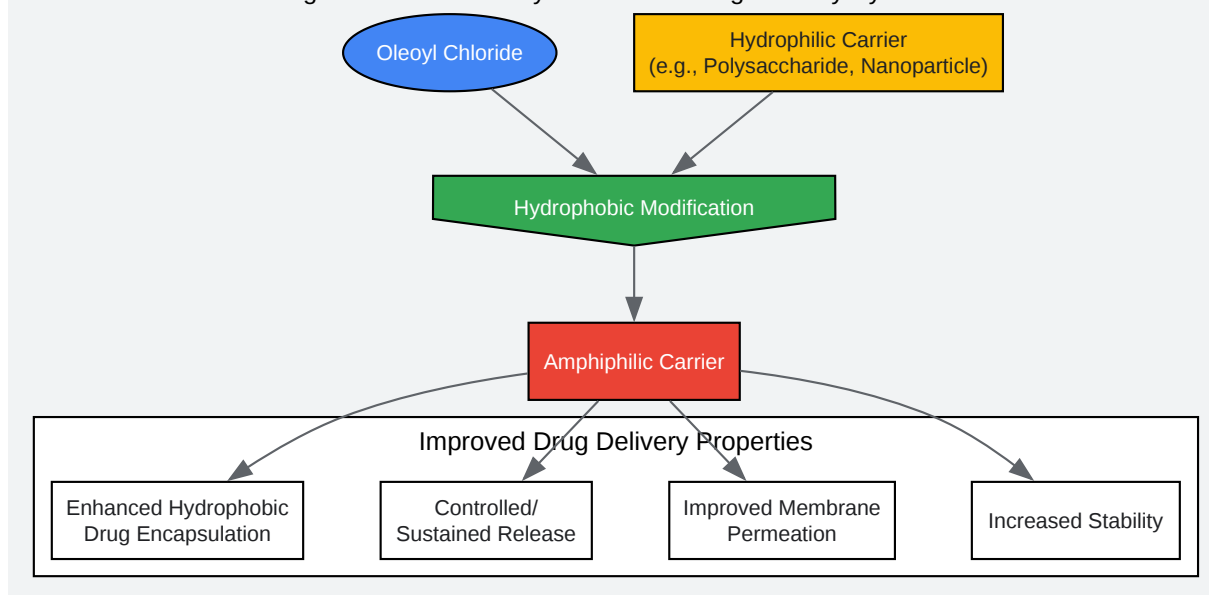 Oleoyl Chloride
Hydrophilic Carrier
(e.g., Polysaccharide, Nanoparticle)
Hydrophobic Modification
Amphiphilic Carrier
Improved Drug Delivery Properties
Enhanced Hydrophobic
Drug Encapsulation
Controlled/
Sustained Release
Improved Membrane
Permeation
Increased Stability